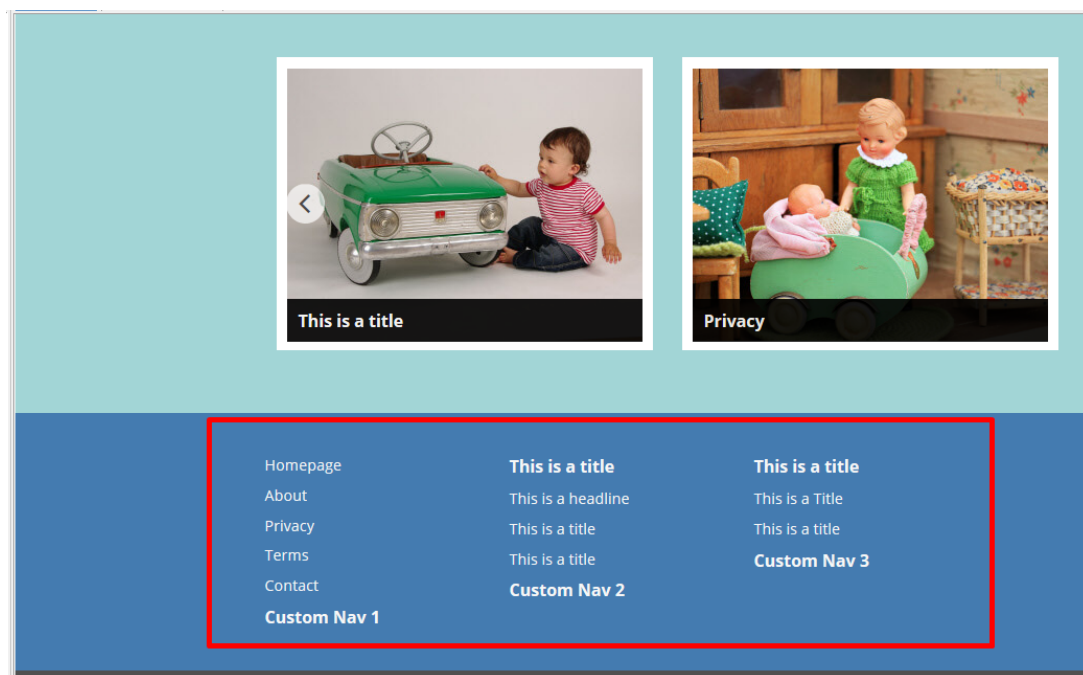 This is a title
Privacy
Homepage
About
Privacy
Terms
Contact
Custom Nav 1
This is a title
This is a headline
This is a title
This is a title
Custom Nav 2
This is a title
This is a Title
This is a title
Custom Nav 3